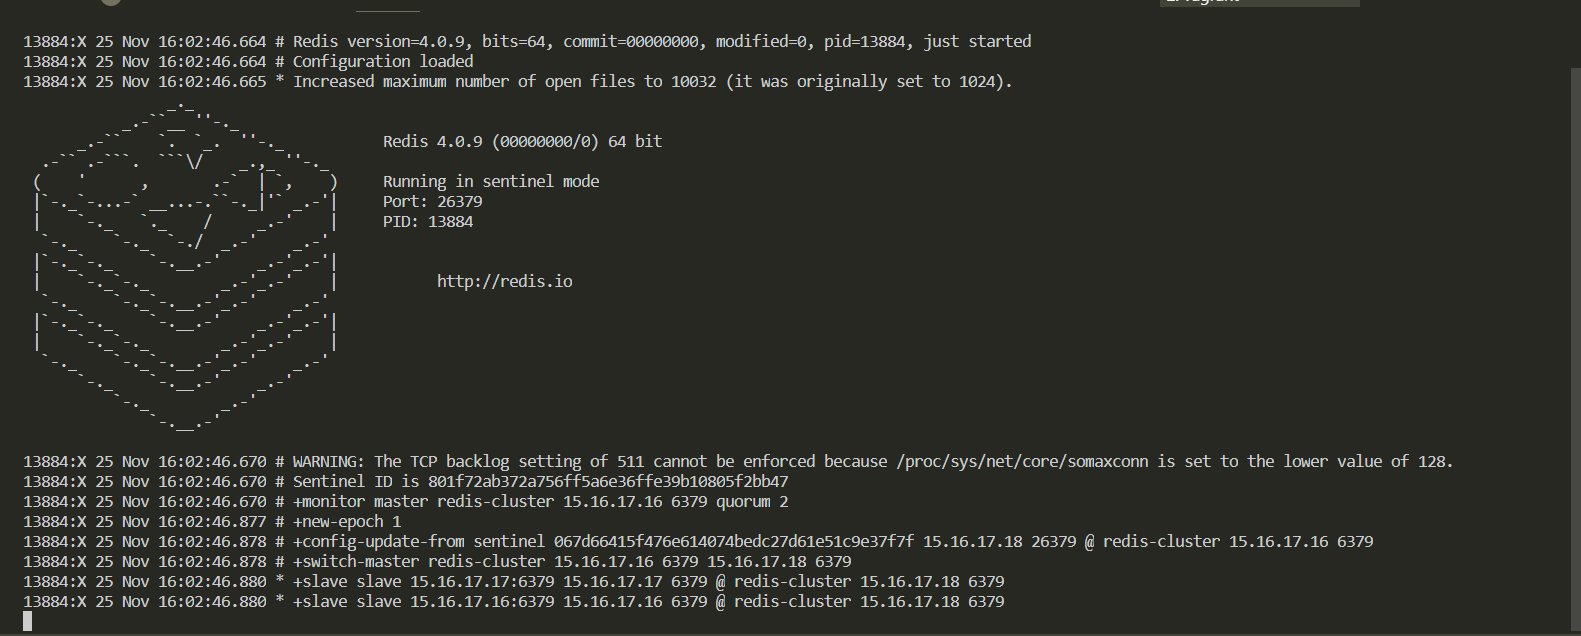 13884:X 25 Nov 16:02:46.664 # Redis version=4.0.9, bits=64, commit=00000000, modified=0, pid=13884, just started
13884:X 25 Nov 16:02:46.664 # Configuration loaded
13884:X 25 Nov 16:02:46.665 * Increased maximum number of open files to 10032 (it was originally set to 1024).
Redis 4.0.9 (00000000/0) 64 bit
Running in sentinel mode
Port: 26379
PID: 13884
http://redis.io
13884:X 25 Nov 16:02:46.670 # WARNING: The TCP backlog setting of 511 cannot be enforced because /proc/sys/net/core/somaxconn is set to the lower value of 128.
13884:X 25 Nov 16:02:46.670 # Sentinel ID is 801f72ab372a756ff5a6e36ffe39b10805f2bb47
13884:X 25 Nov 16:02:46.670 # +monitor master redis-cluster 15.16.17.16 6379 quorum 2
13884:X 25 Nov 16:02:46.877 # +new-epoch 1
13884:X 25 Nov 16:02:46.878 # +config-update-from sentinel 067d66415f476e614074bedc27d61e51c9e37f7f 15.16.17.18 26379 @ redis-cluster 15.16.17.16 6379
13884:X 25 Nov 16:02:46.878 # +switch-master redis-cluster 15.16.17.16 6379 15.16.17.18 6379
13884:X 25 Nov 16:02:46.880 * +slave slave 15.16.17.17:6379 15.16.17.17 6379 @ redis-cluster 15.16.17.18 6379
13884:X 25 Nov 16:02:46.880 * +slave slave 15.16.17.16:6379 15.16.17.16 6379 @ redis-cluster 15.16.17.18 6379